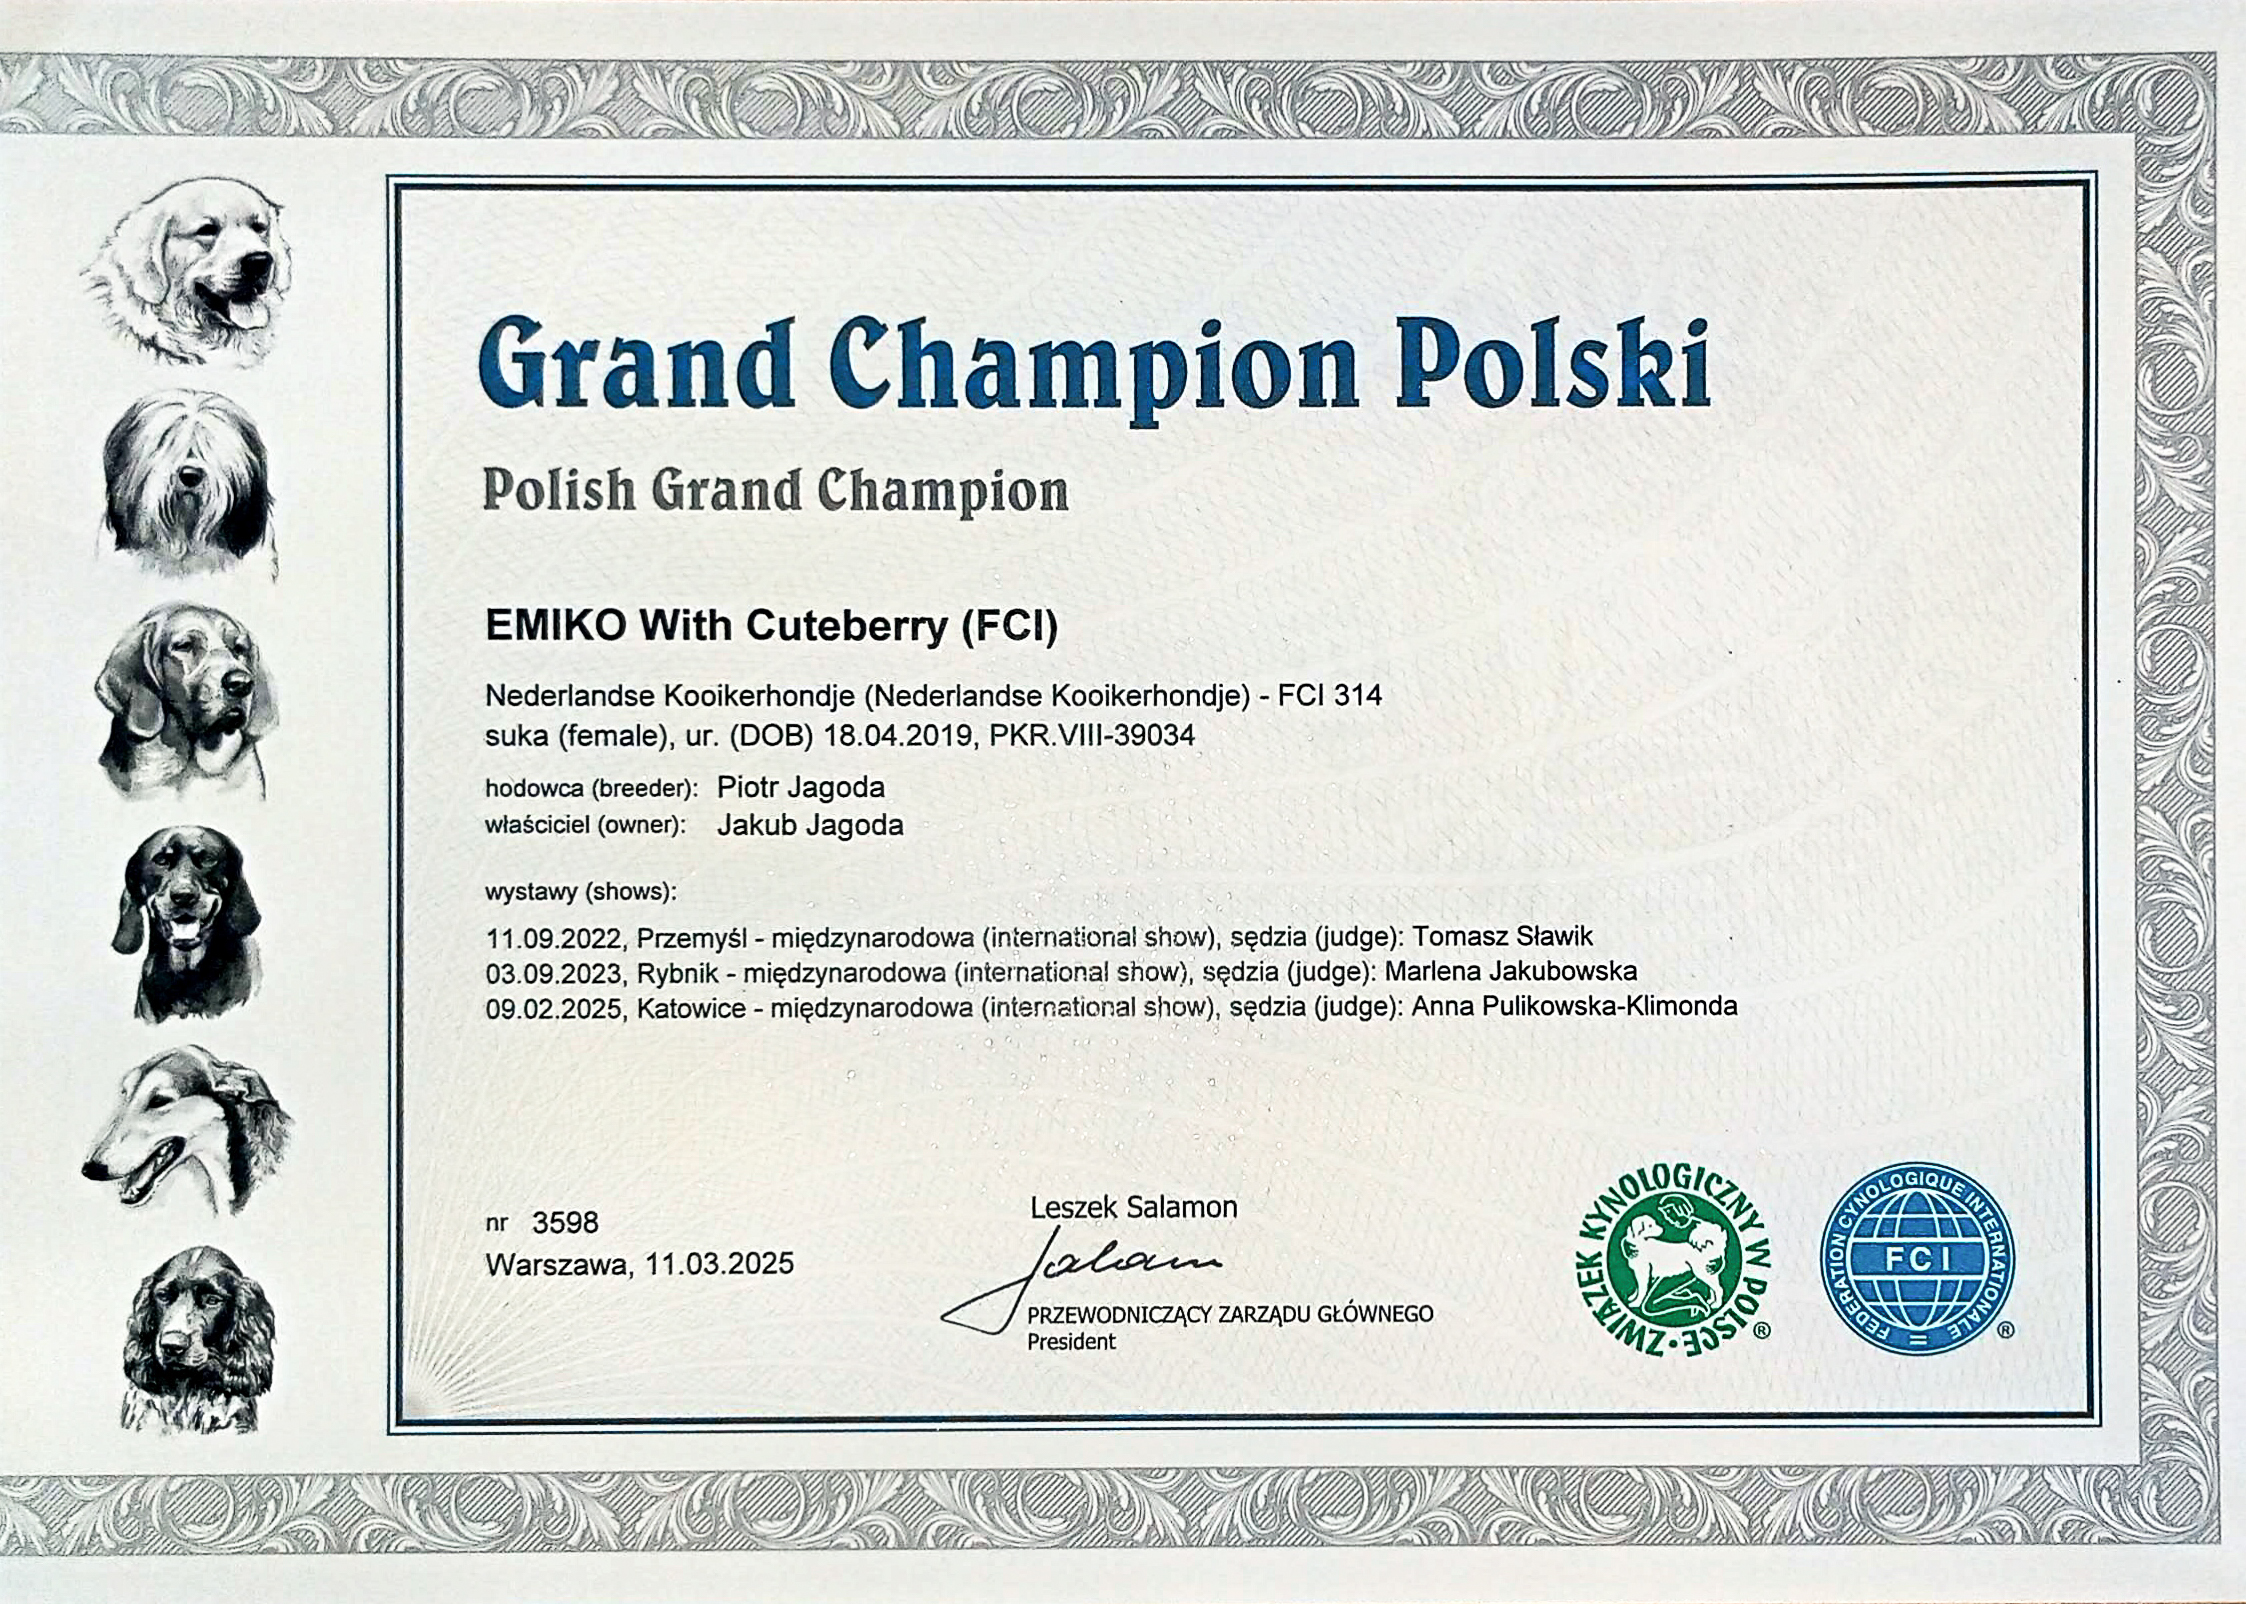 Grand Champion Polski
Polish Grand Champion
EMIKO With Cuteberry (FCI)
Nederlandse Kooikerhondje (Nederlandse Kooikerhondje) - FCI 314
suka (female), ur. (DOB) 18.04.2019, PKR.VIII-39034
hodowca (breeder): Piotr Jagoda
właściciel (owner): Jakub Jagoda
wystawy (shows):
11.09.2022, Przemyśl - międzynarodowa (international show), sędzia (judge): Tomasz Sławik
03.09.2023, Rybnik - międzynarodowa (international show), sędzia (judge): Marlena Jakubowska
09.02.2025, Katowice - międzynarodowa (international show), sędzia (judge): Anna Pulikowska-Klimonda
nr 3598
Warszawa, 11.03.2025
Leszek Salamon
Salamon
PRZEWODNICZĄCY ZARZĄDU GŁÓWNEGO
President
ZWIĄZEK KYNOLOGICZNY W POLSCE • ®
FEDERATION CYNOLOGIQUE INTERNATIONALE = ®
FCI